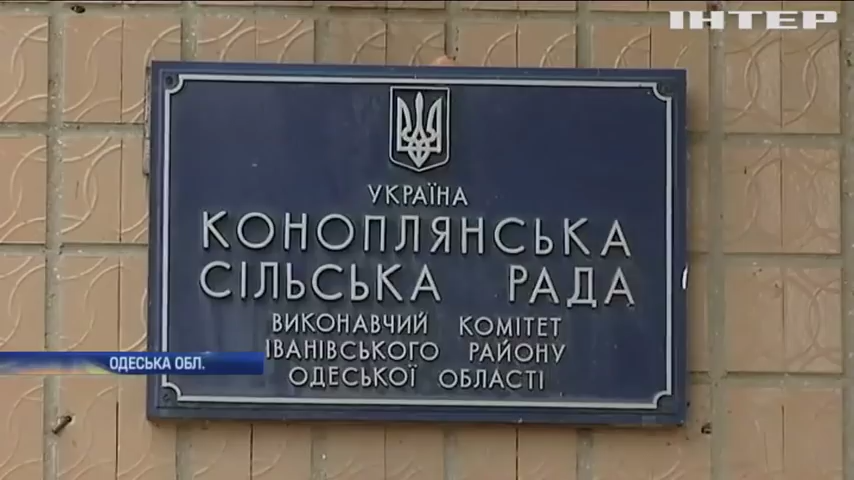 ІНТЕР
УКРАЇНА
КОНОПЛЯНСЬКА
СІЛЬСЬКА РАДА
ВИКОНАВЧИЙ КОМІТЕТ
ІВАНІВСЬКОГО РАЙОНУ
ОДЕСЬКОЇ ОБЛАСТІ
ОДЕСЬКА ОБЛ.